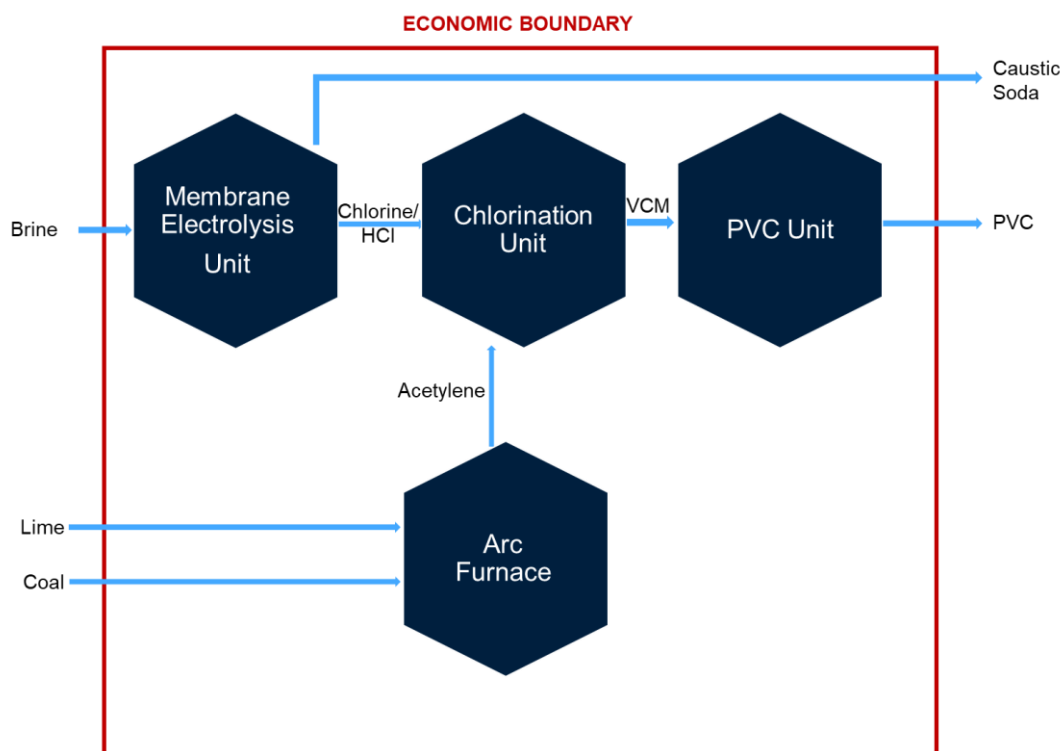 ECONOMIC BOUNDARY
Caustic
Soda
Membrane
Electrolysis
Unit
Chlorine/
HCl
Chlorination
Unit
VCM
PVC Unit
Brine
PVC
Acetylene
Lime
Coal
Arc
Furnace